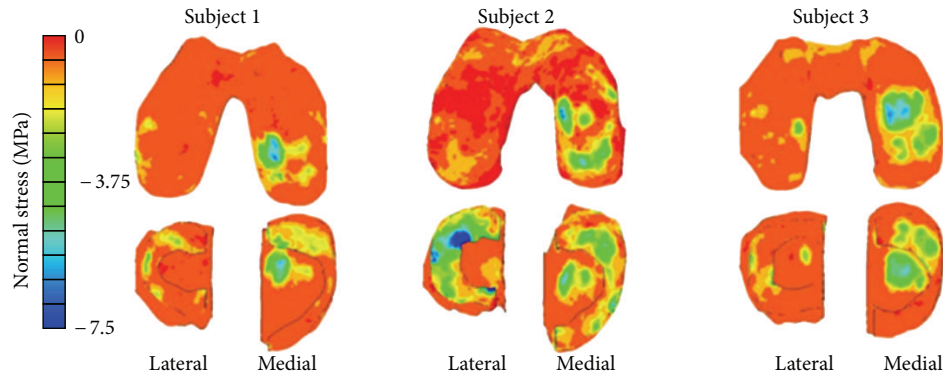 Subject 1
Subject 2
Subject 3
Normal stress (MPa)
0
−3.75
−7.5
Lateral Medial
Lateral Medial
Lateral Medial